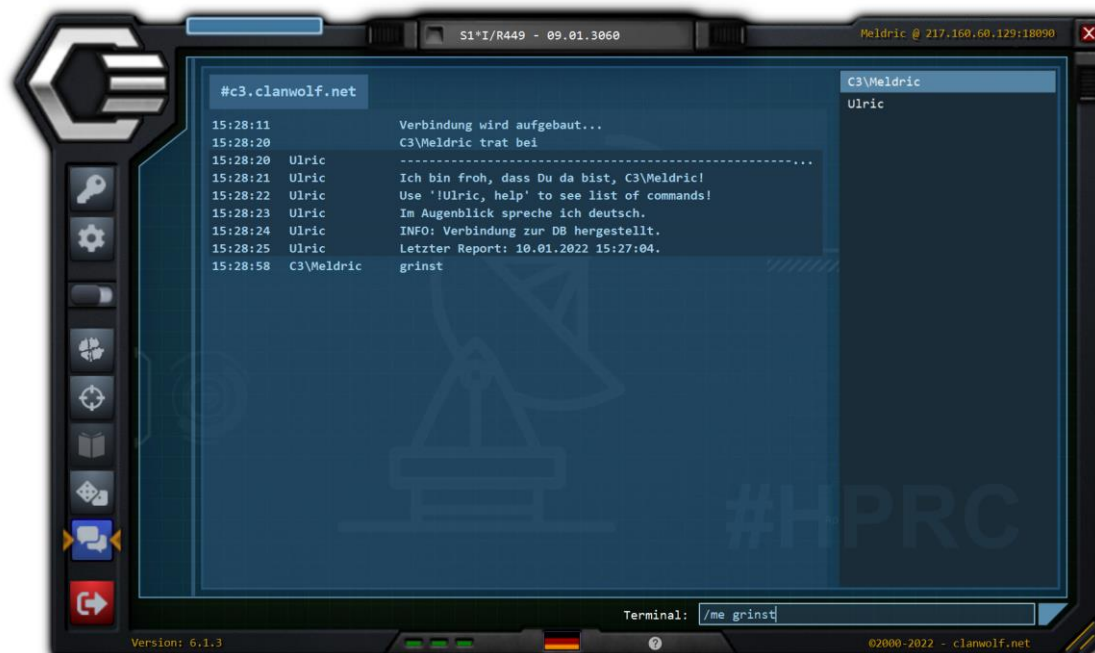 S1*I/R449 - 09.01.3060
Meldric @ 217.160.60.129:18090
#c3.clanwolf.net
C3\Meldric
Ulric
15:28:11 Verbindung wird aufgebaut...
15:28:20 C3\Meldric trat bei
15:28:20 Ulric -----------------------------------------------------...
15:28:21 Ulric Ich bin froh, dass Du da bist, C3\Meldric!
15:28:22 Ulric Use '!Ulric, help' to see list of commands!
15:28:23 Ulric Im Augenblick spreche ich deutsch.
15:28:24 Ulric INFO: Verbindung zur DB hergestellt.
15:28:25 Ulric Letzter Report: 10.01.2022 15:27:04.
15:28:58 C3\Meldric grinst
#HPRC
Terminal: /me grinst
Version: 6.1.3
?
©2000-2022 - clanwolf.net